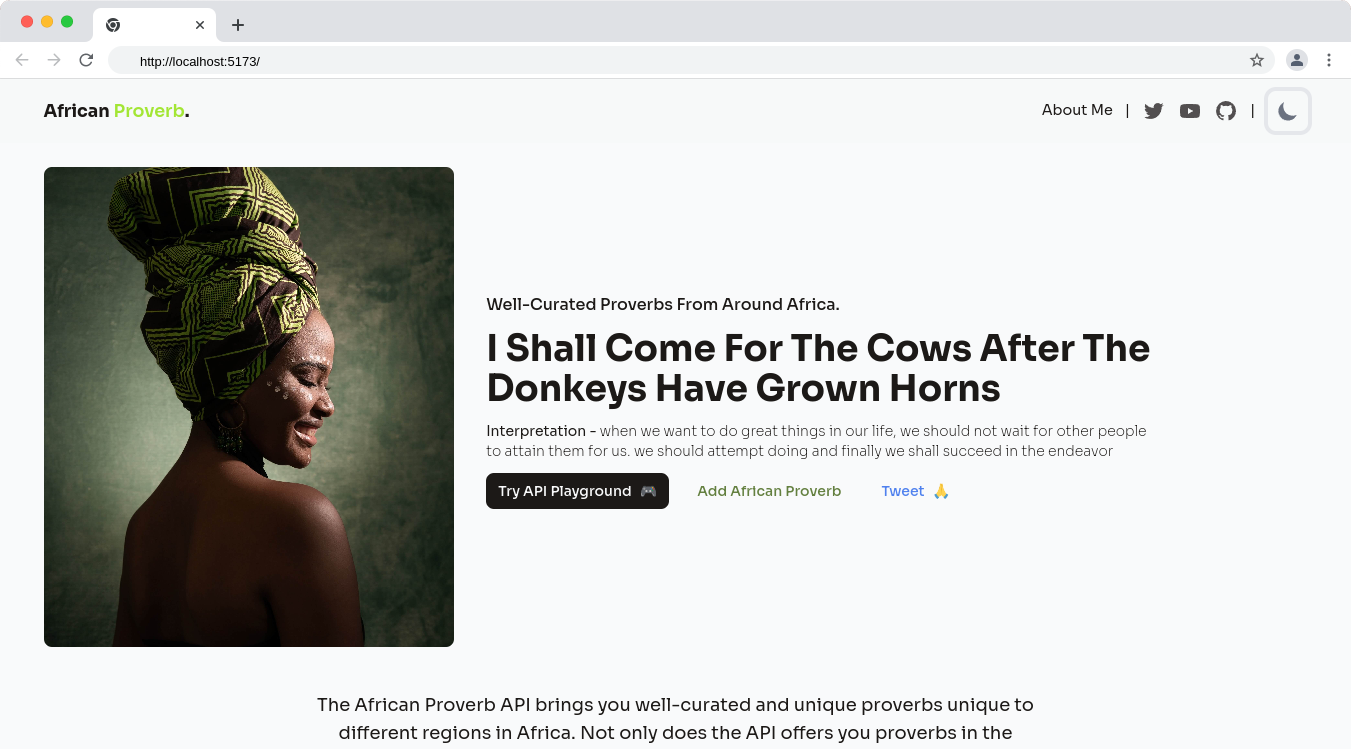 http://localhost:5173/
African Proverb.
About Me | |
Well-Curated Proverbs From Around Africa.
I Shall Come For The Cows After The
Donkeys Have Grown Horns
Interpretation - when we want to do great things in our life, we should not wait for other people
to attain them for us. we should attempt doing and finally we shall succeed in the endeavor
Try API Playground 🎮 Add African Proverb Tweet 🙏
The African Proverb API brings you well-curated and unique proverbs unique to
different regions in Africa. Not only does the API offers you proverbs in the